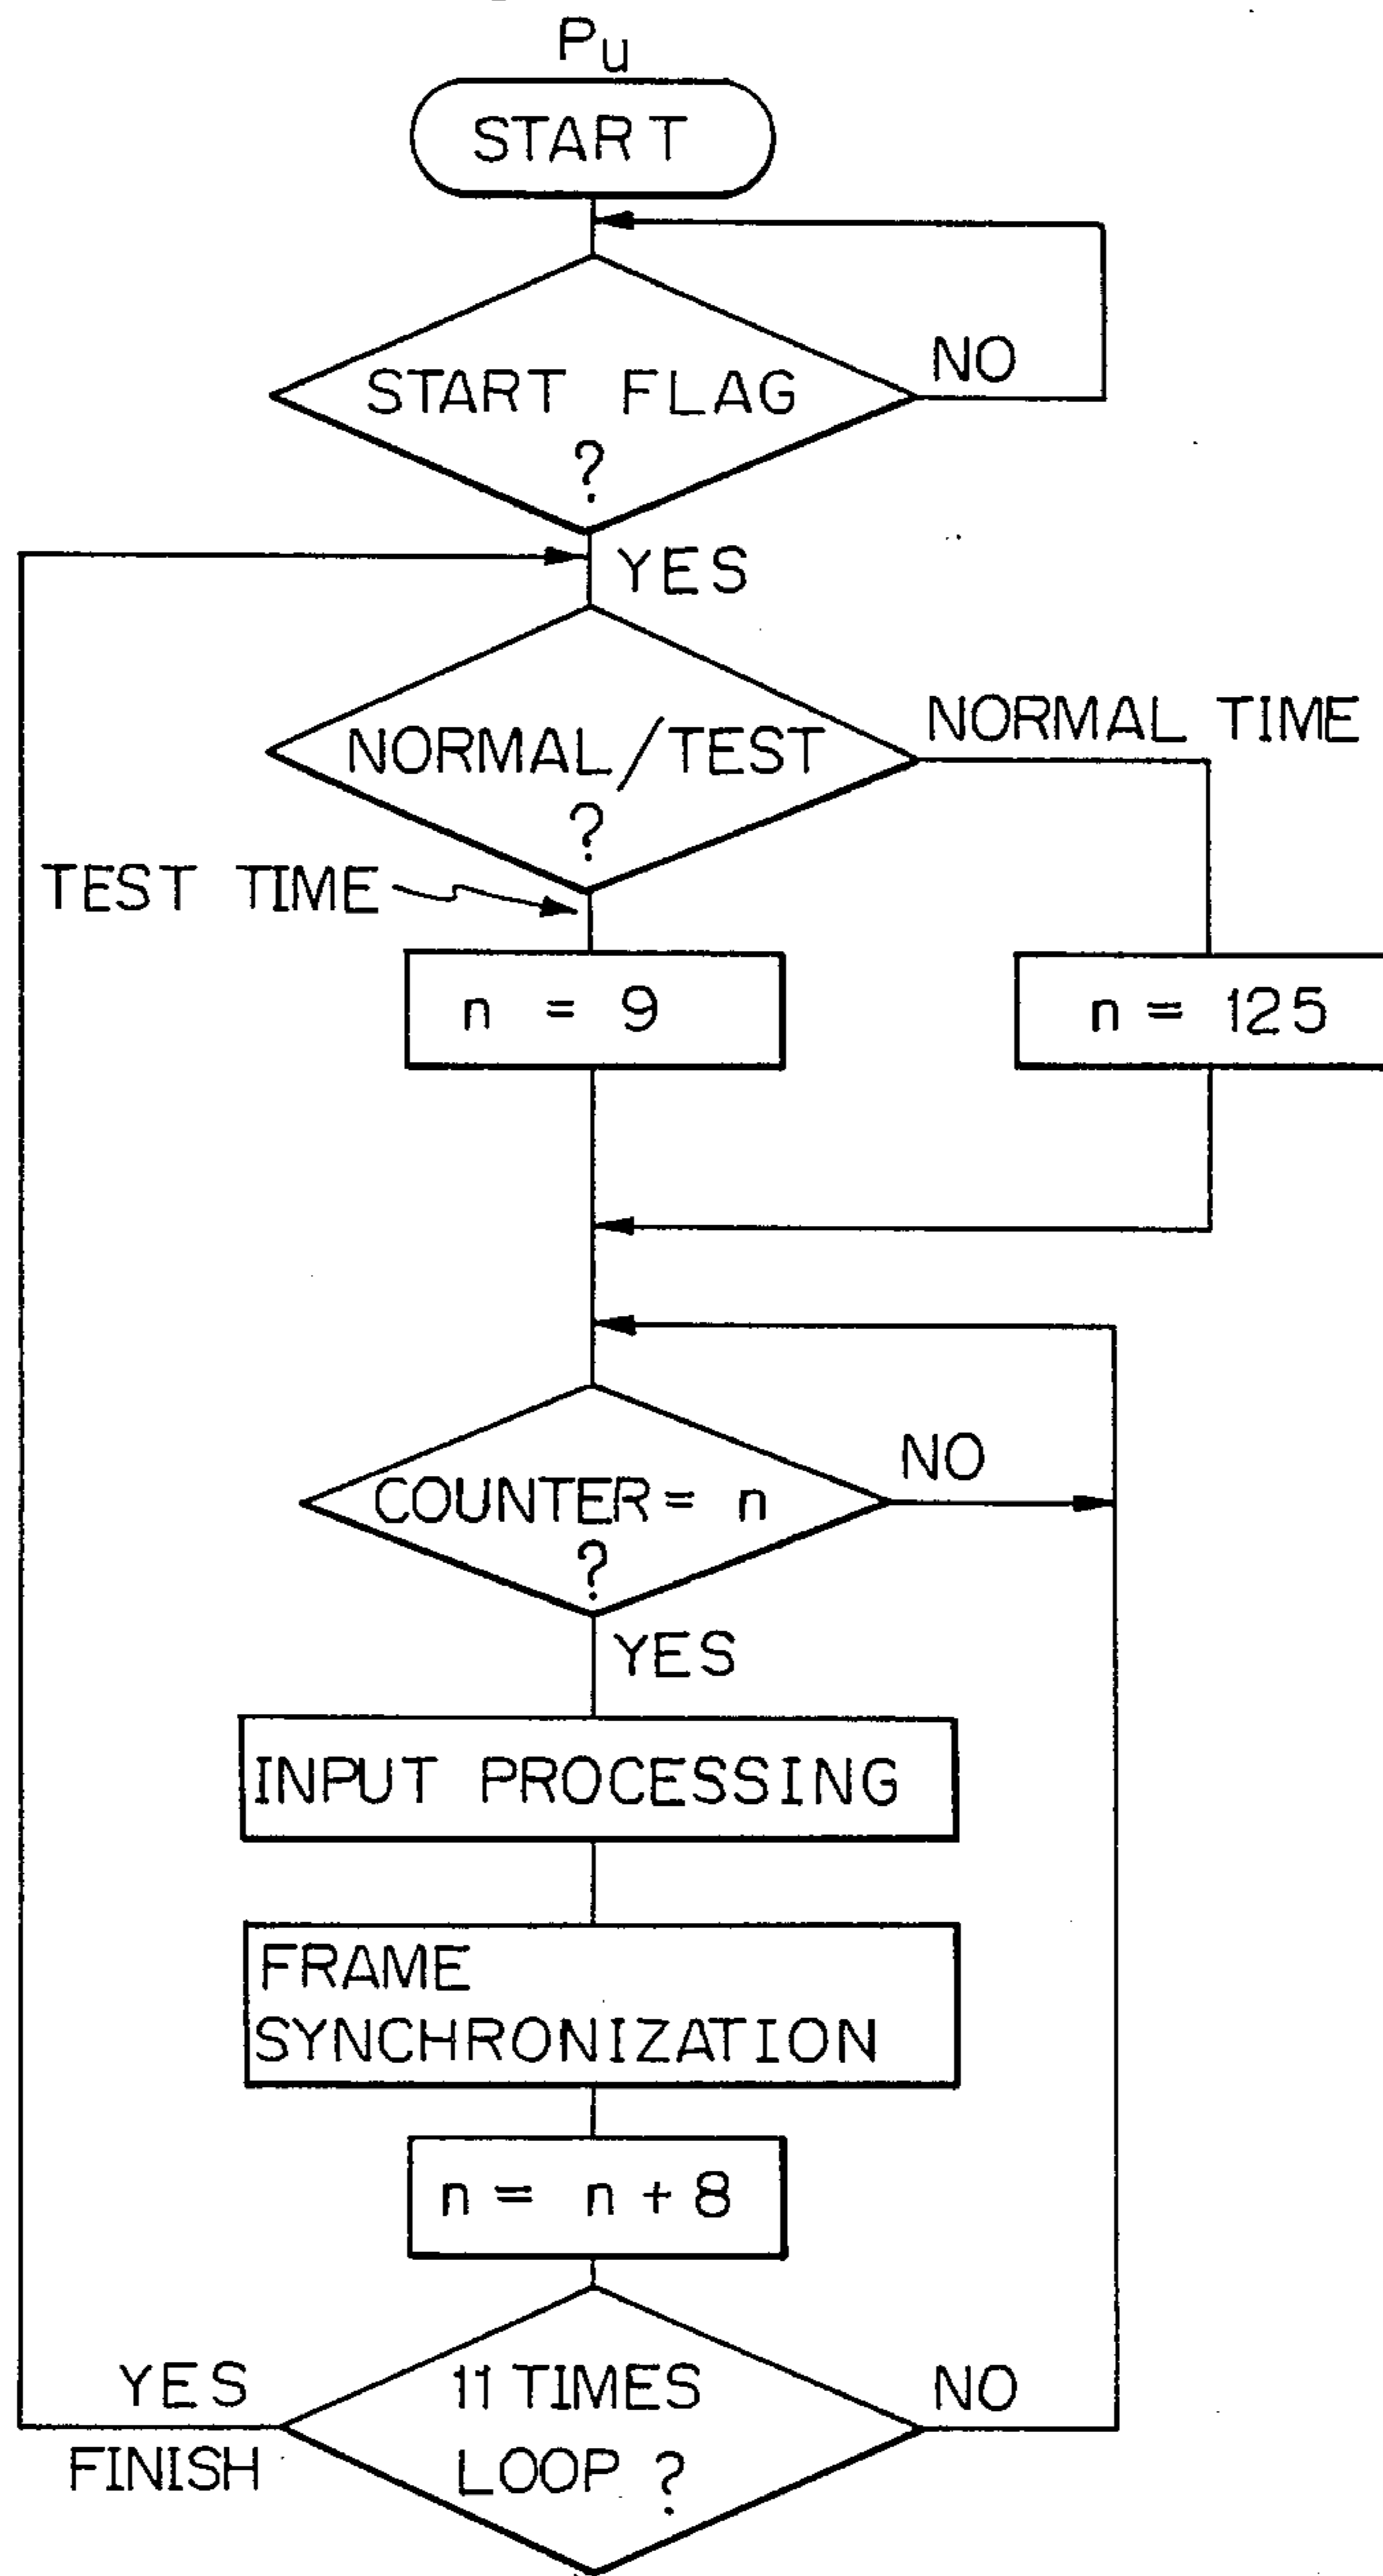 Pu
START
START FLAG
?
NO
YES
NORMAL/TEST
?
NORMAL TIME
TEST TIME
n = 9
n = 125
COUNTER = n
?
NO
YES
INPUT PROCESSING
FRAME
SYNCHRONIZATION
n = n + 8
11 TIMES
LOOP ?
YES
FINISH
NO